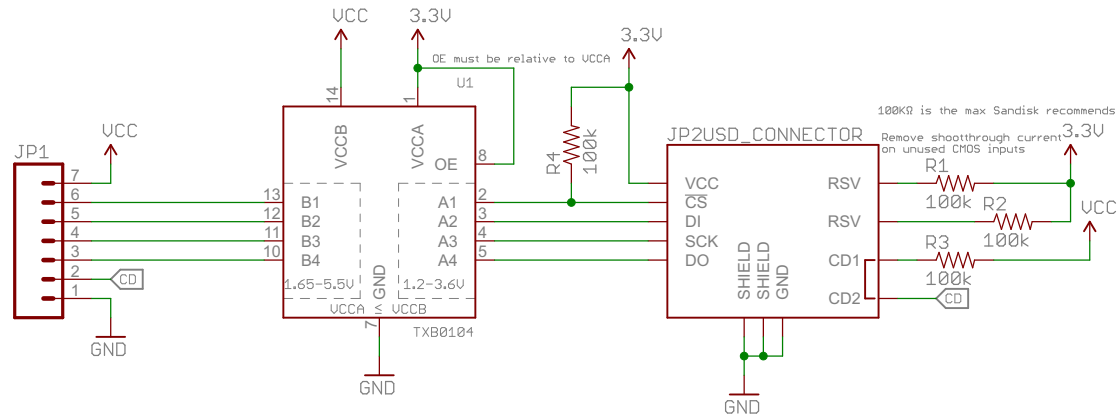 VCC
3.3V
3.3V
OE must be relative to VCCA
U1
100KΩ is the max Sandisk recommends
Remove shootthrough current
on unused CMOS inputs
3.3V
JP1
VCC
14
1
VCCB
VCCA
OE
8
R4
100k
JP2USD_CONNECTOR
7
6
5
4
3
2
1
CD
GND
13
12
11
10
B1
B2
B3
B4
A1
A2
A3
A4
2
3
4
5
1.65-5.5V
GND
1.2-3.6V
VCCA ≤ VCCB
7
TXB0104
GND
VCC
CS
DI
SCK
DO
RSV
RSV
CD1
CD2
SHIELD
SHIELD
GND
R1
100k
R2
100k
VCC
R3
100k
CD
GND